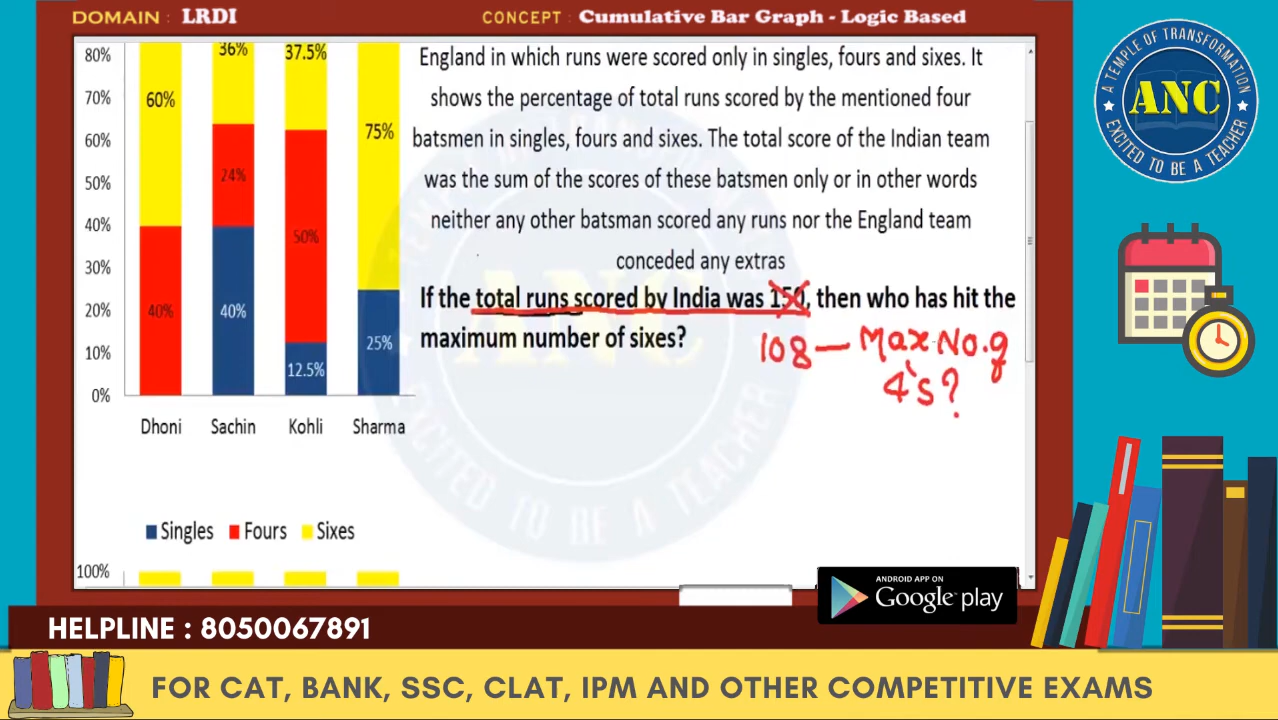 DOMAIN : LRDI
CONCEPT : Cumulative Bar Graph - Logic Based
80%
70%
60%
50%
40%
30%
20%
10%
0%
60%
40%
36%
24%
40%
37.5%
50%
12.5%
75%
25%
Dhoni Sachin Kohli Sharma
Singles Fours Sixes
100%
England in which runs were scored only in singles, fours and sixes. It
shows the percentage of total runs scored by the mentioned four
batsmen in singles, fours and sixes. The total score of the Indian team
was the sum of the scores of these batsmen only or in other words
neither any other batsman scored any runs nor the England team
conceded any extras
If the total runs scored by India was 150, then who has hit the
maximum number of sixes?
108 — Max No. of
4's?
A TEMPLE OF TRANSFORMATION
ANC
EXCITED TO BE A TEACHER
ANDROID APP ON
Google play
HELPLINE : 8050067891
FOR CAT, BANK, SSC, CLAT, IPM AND OTHER COMPETITIVE EXAMS